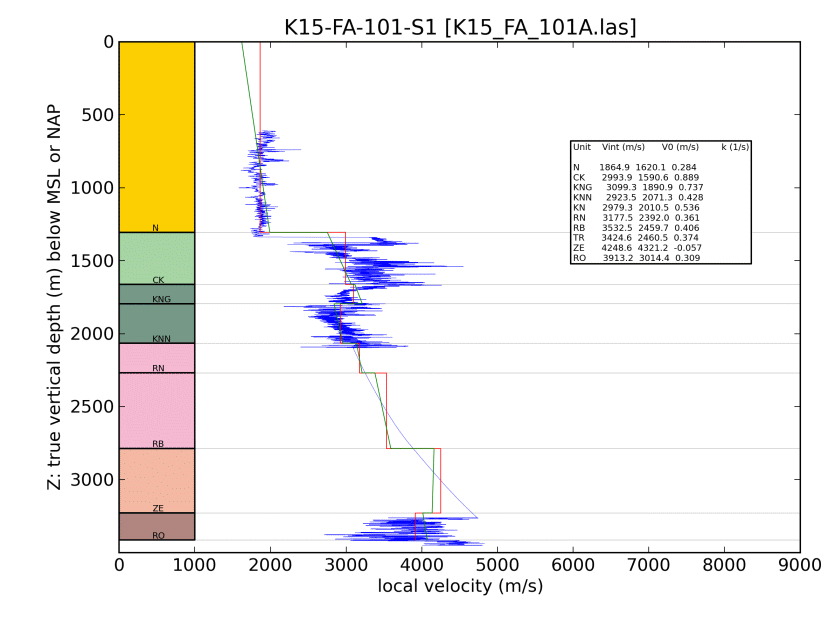 K15-FA-101-S1 [K15_FA_101A.las]
0
500
1000
1500
2000
2500
3000
Z: true vertical depth (m) below MSL or NAP
N
CK
KNG
KNN
RN
RB
ZE
RO
Unit Vint (m/s) V0 (m/s) k (1/s)
N 1864.9 1620.1 0.284
CK 2993.9 1590.6 0.889
KNG 3099.3 1890.9 0.737
KNN 2923.5 2071.3 0.428
KN 2979.3 2010.5 0.536
RN 3177.5 2392.0 0.361
RB 3532.5 2459.7 0.406
TR 3424.6 2460.5 0.374
ZE 4248.6 4321.2 -0.057
RO 3913.2 3014.4 0.309
0 1000 2000 3000 4000 5000 6000 7000 8000 9000
local velocity (m/s)